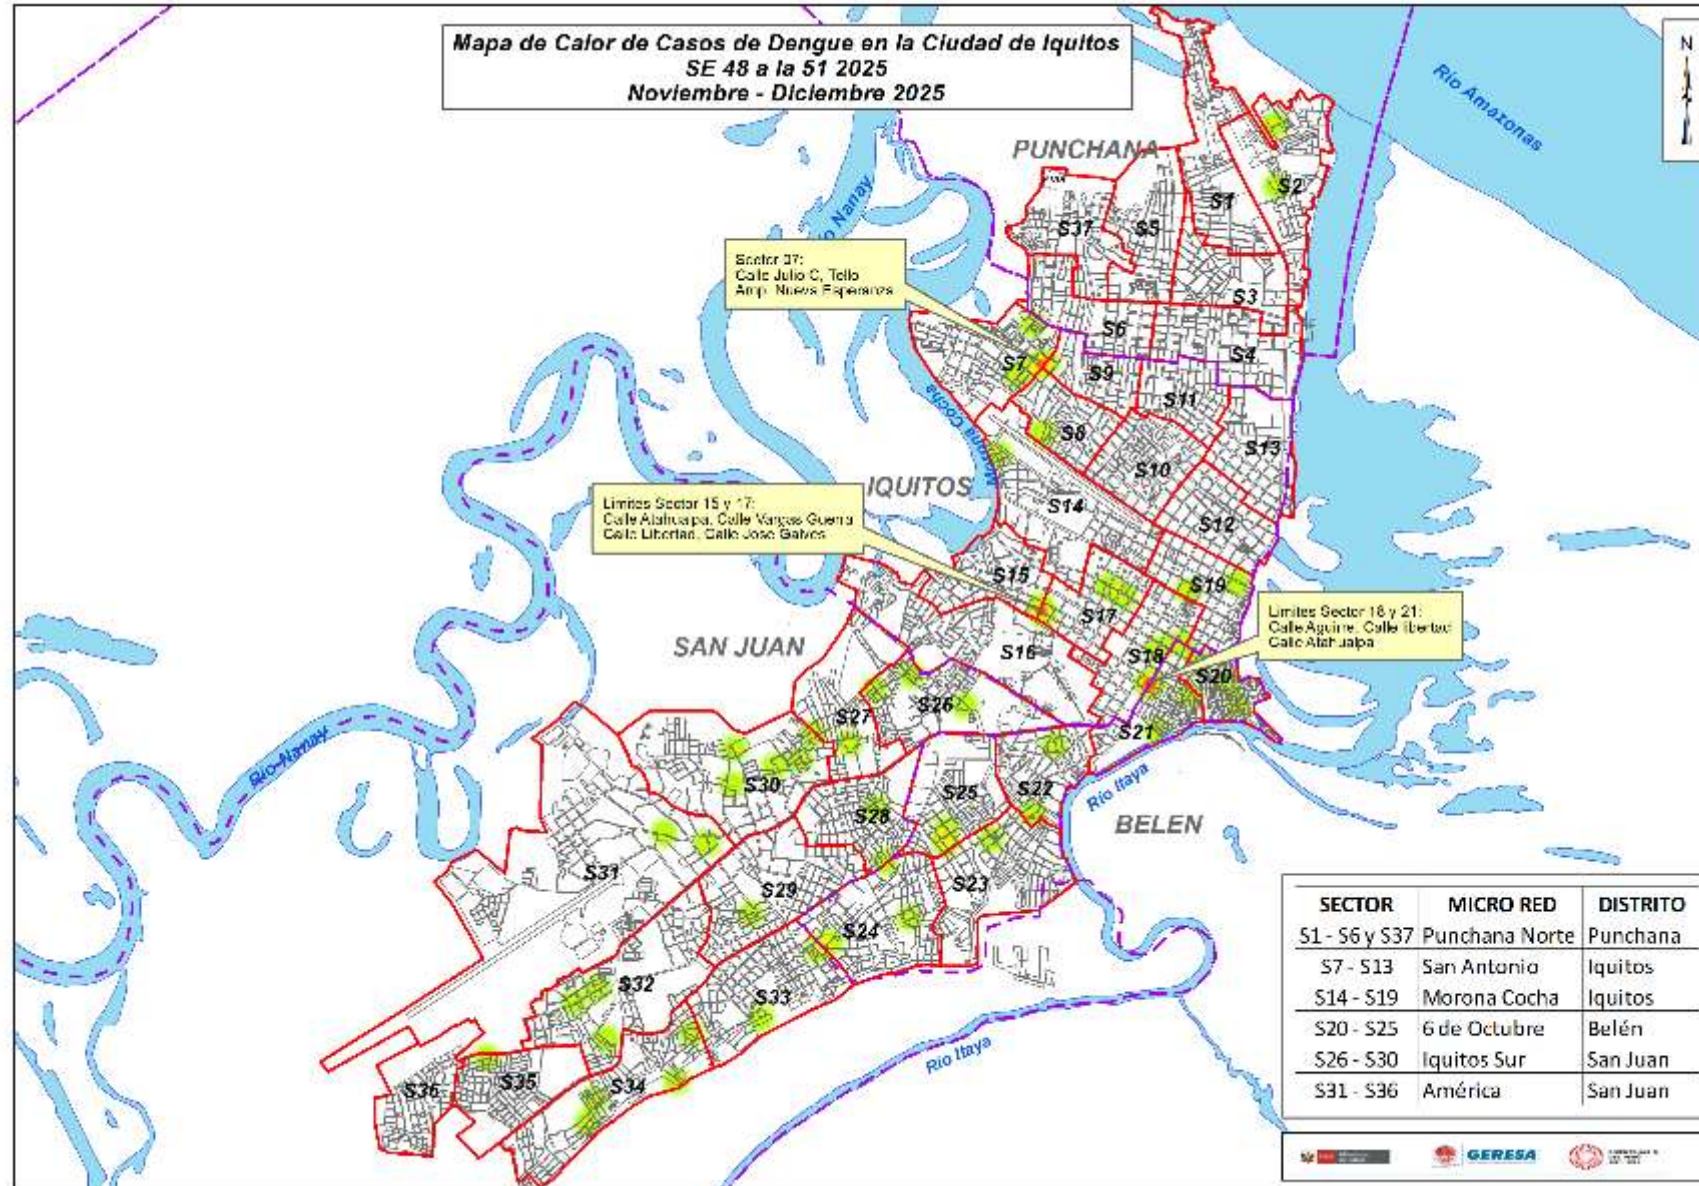 Mapa de Calor de Casos de Dengue en la Ciudad de Iquitos
SE 48 a la 51 2025
Noviembre - Diciembre 2025
N
Río Amazonas
PUNCHANA
Nanay
S2
S1
S37
S5
Sector 07:
Calle Julio C, Tello
Amp. Nueva Esperanza
S3
S6
S4
S7
S9
S11
Morona Cocha
S8
S13
S10
IQUITOS
Limites Sector 15 y 17:
Calle Atahualpa, Calle Vargas Guerra
Calle Libertad, Calle Jose Galves
S14
S12
S15
S19
S17
Limites Sector 18 y 21:
Calle Aguirre, Calle libertad
Calle Atahualpa
SAN JUAN
S16
S18
S20
S26
S27
S21
Río Nanay
S30
S22
Río Itaya
S25
S28
BELEN
S31
S29
S23
S24
S32
S33
Río Itaya
S36
S35
S34
SECTOR MICRO RED DISTRITO
S1 - S6 y S37 Punchana Norte Punchana
S7 - S13 San Antonio Iquitos
S14 - S19 Morona Cocha Iquitos
S20 - S25 6 de Octubre Belén
S26 - S30 Iquitos Sur San Juan
S31 - S36 América San Juan
GERESA